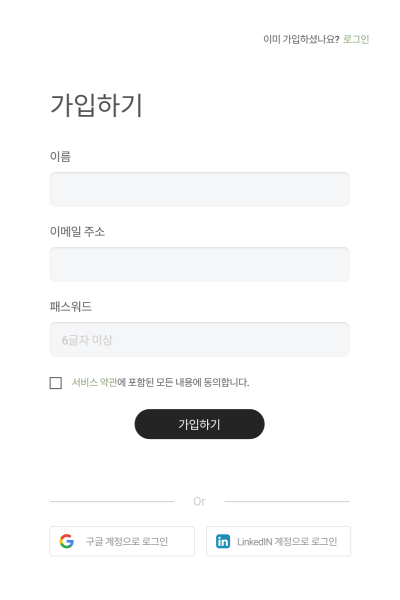 이미 가입하셨나요? 로그인
가입하기
이름
이메일 주소
패스워드
6글자 이상
서비스 약관에 포함된 모든 내용에 동의합니다.
가입하기
Or
구글 계정으로 로그인
in LinkedIN 계정으로 로그인